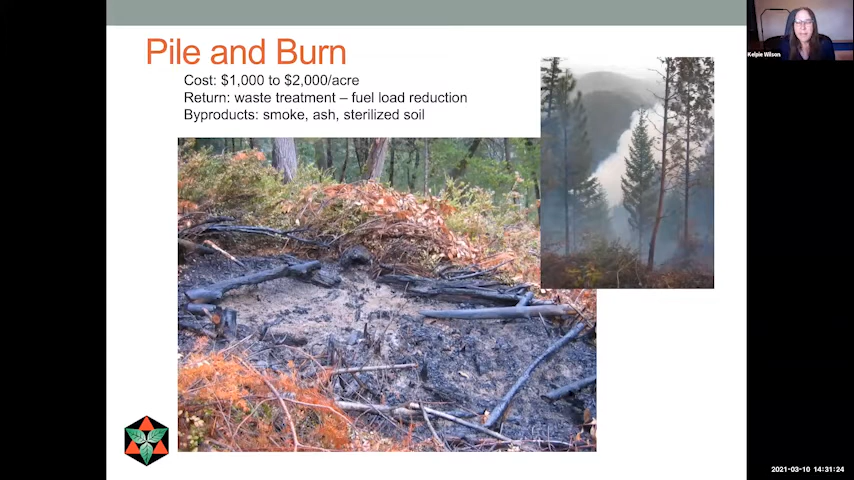 Pile and Burn
Cost: $1,000 to $2,000/acre
Return: waste treatment – fuel load reduction
Byproducts: smoke, ash, sterilized soil
Kelpie Wilson
2021-03-10 14:31:24